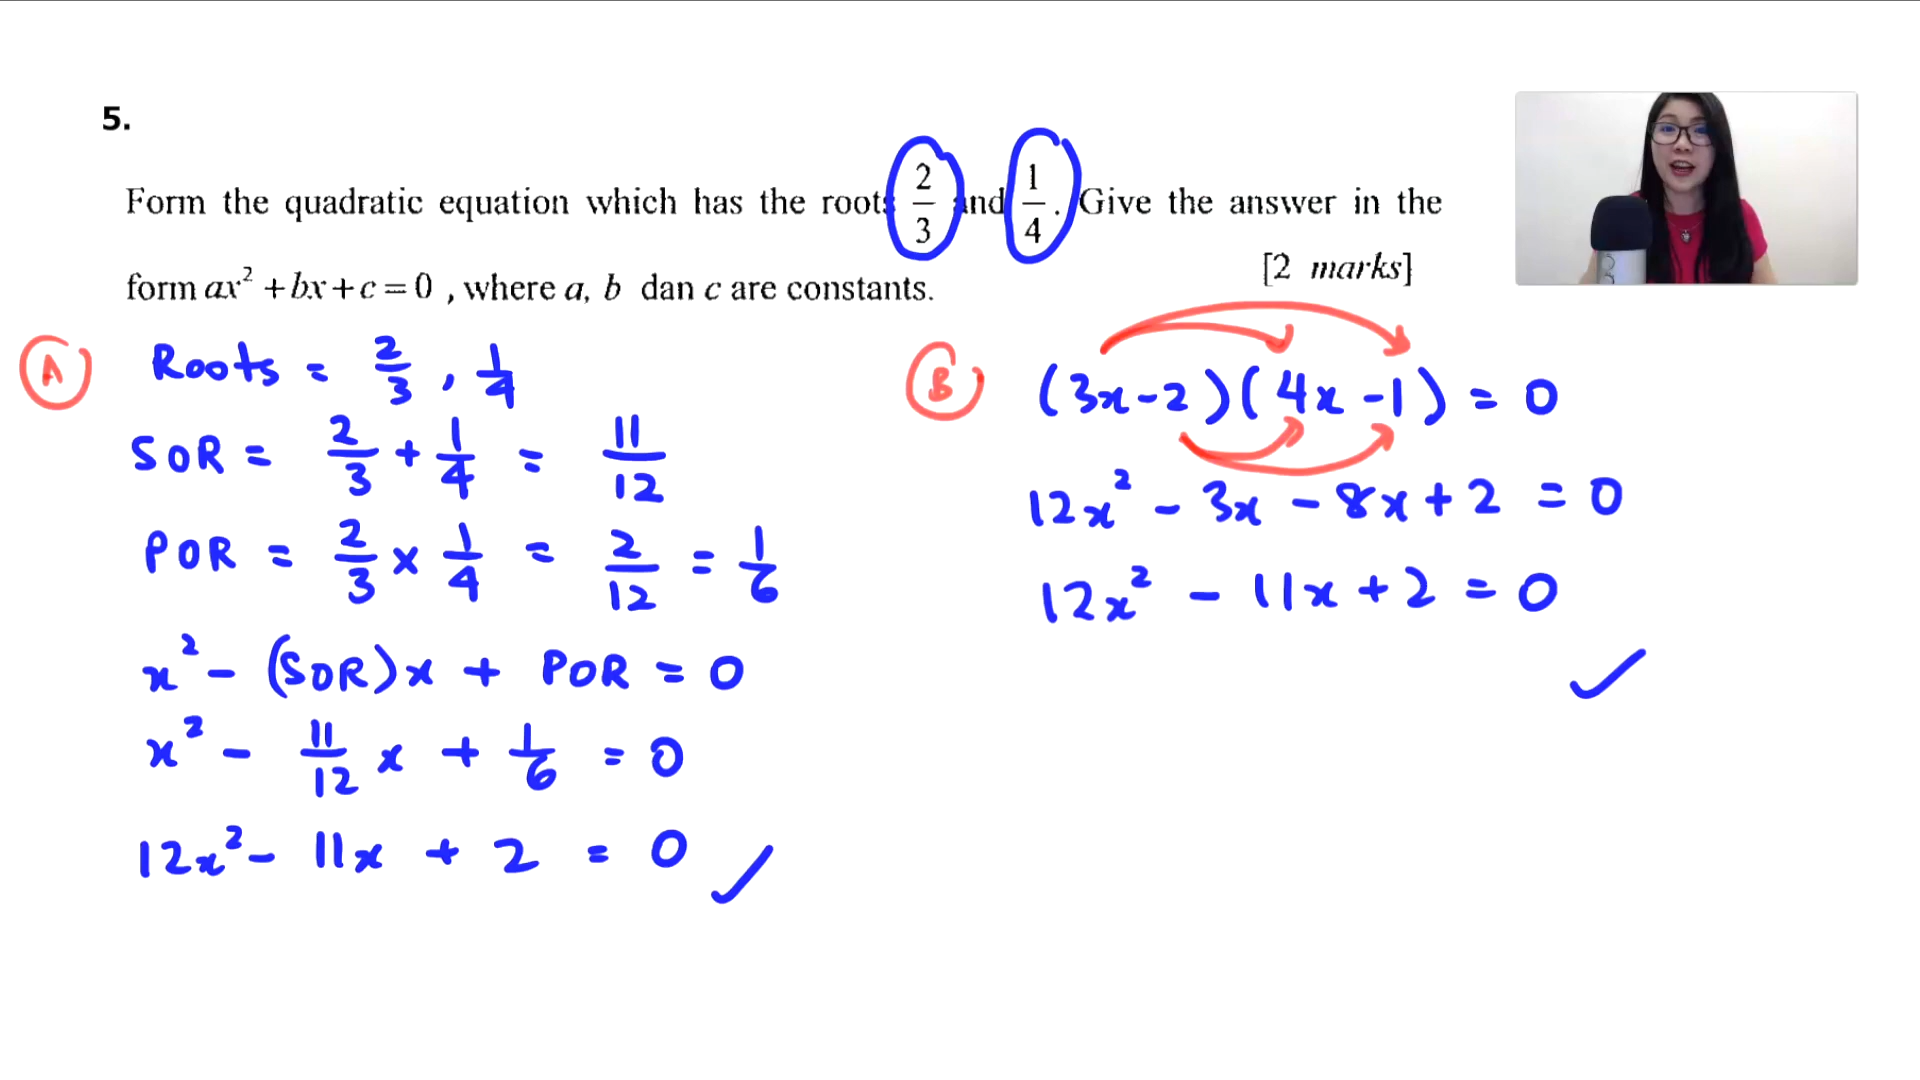 5.
Form the quadratic equation which has the roots 2/3 and 1/4. Give the answer in the
form ax² + bx + c = 0 , where a, b dan c are constants.
[2 marks]
A
Roots = 2/3 , 1/4
SOR = 2/3 + 1/4 = 11/12
POR = 2/3 × 1/4 = 2/12 = 1/6
x² - (SOR)x + POR = 0
x² - 11/12 x + 1/6 = 0
12x² - 11x + 2 = 0
B
(3x-2)(4x-1) = 0
12x² - 3x - 8x + 2 = 0
12x² - 11x + 2 = 0